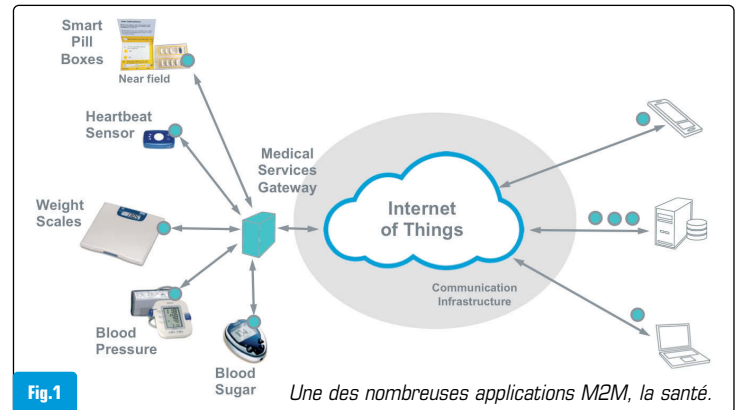 Smart
Pill
Boxes
Near field
Heartbeat
Sensor
Weight
Scales
Blood
Pressure
Blood
Sugar
Medical
Services
Gateway
Internet
of Things
Communication
Infrastructure
Fig.1
Une des nombreuses applications M2M, la santé.